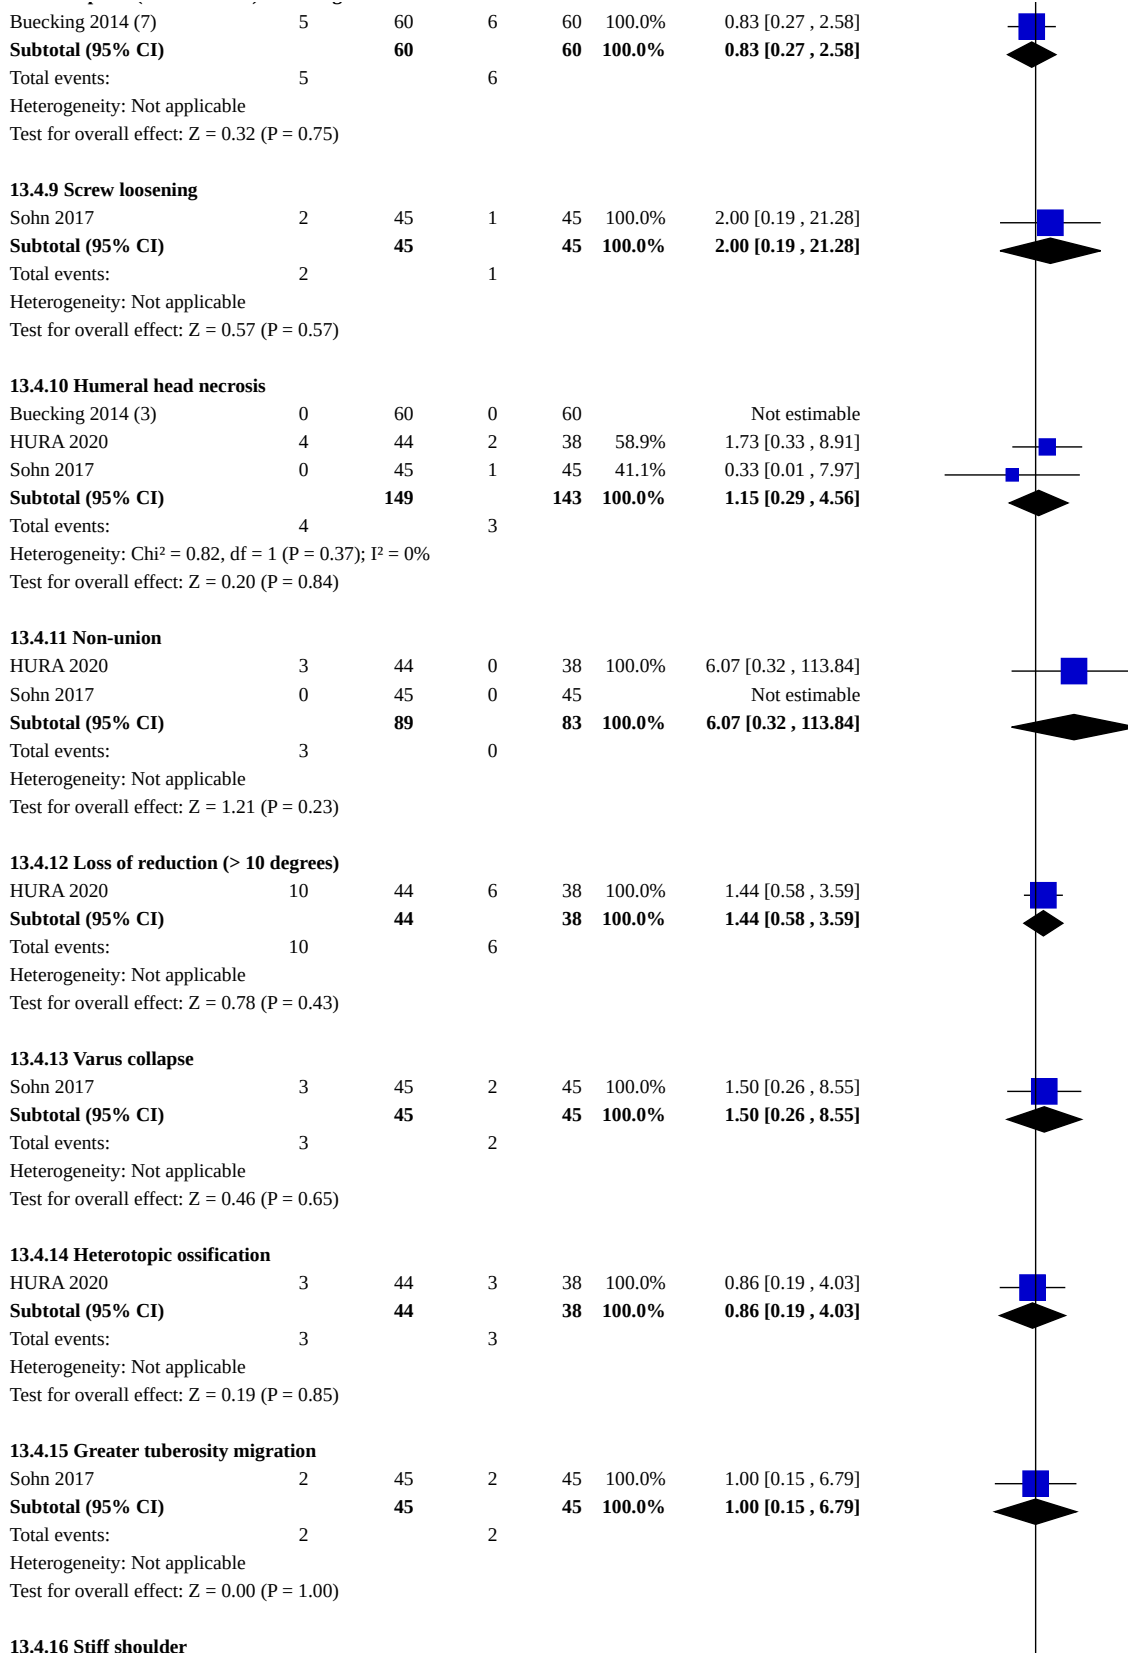 Buecking 2014 (7) 5 60 6 60 100.0% 0.83 [0.27 , 2.58]
Subtotal (95% CI) 60 60 100.0% 0.83 [0.27 , 2.58]
Total events: 5 6
Heterogeneity: Not applicable
Test for overall effect: Z = 0.32 (P = 0.75)
13.4.9 Screw loosening
Sohn 2017 2 45 1 45 100.0% 2.00 [0.19 , 21.28]
Subtotal (95% CI) 45 45 100.0% 2.00 [0.19 , 21.28]
Total events: 2 1
Heterogeneity: Not applicable
Test for overall effect: Z = 0.57 (P = 0.57)
13.4.10 Humeral head necrosis
Buecking 2014 (3) 0 60 0 60 Not estimable
HURA 2020 4 44 2 38 58.9% 1.73 [0.33 , 8.91]
Sohn 2017 0 45 1 45 41.1% 0.33 [0.01 , 7.97]
Subtotal (95% CI) 149 143 100.0% 1.15 [0.29 , 4.56]
Total events: 4 3
Heterogeneity: Chi² = 0.82, df = 1 (P = 0.37); I² = 0%
Test for overall effect: Z = 0.20 (P = 0.84)
13.4.11 Non-union
HURA 2020 3 44 0 38 100.0% 6.07 [0.32 , 113.84]
Sohn 2017 0 45 0 45 Not estimable
Subtotal (95% CI) 89 83 100.0% 6.07 [0.32 , 113.84]
Total events: 3 0
Heterogeneity: Not applicable
Test for overall effect: Z = 1.21 (P = 0.23)
13.4.12 Loss of reduction (> 10 degrees)
HURA 2020 10 44 6 38 100.0% 1.44 [0.58 , 3.59]
Subtotal (95% CI) 44 38 100.0% 1.44 [0.58 , 3.59]
Total events: 10 6
Heterogeneity: Not applicable
Test for overall effect: Z = 0.78 (P = 0.43)
13.4.13 Varus collapse
Sohn 2017 3 45 2 45 100.0% 1.50 [0.26 , 8.55]
Subtotal (95% CI) 45 45 100.0% 1.50 [0.26 , 8.55]
Total events: 3 2
Heterogeneity: Not applicable
Test for overall effect: Z = 0.46 (P = 0.65)
13.4.14 Heterotopic ossification
HURA 2020 3 44 3 38 100.0% 0.86 [0.19 , 4.03]
Subtotal (95% CI) 44 38 100.0% 0.86 [0.19 , 4.03]
Total events: 3 3
Heterogeneity: Not applicable
Test for overall effect: Z = 0.19 (P = 0.85)
13.4.15 Greater tuberosity migration
Sohn 2017 2 45 2 45 100.0% 1.00 [0.15 , 6.79]
Subtotal (95% CI) 45 45 100.0% 1.00 [0.15 , 6.79]
Total events: 2 2
Heterogeneity: Not applicable
Test for overall effect: Z = 0.00 (P = 1.00)
13.4.16 Stiff shoulder